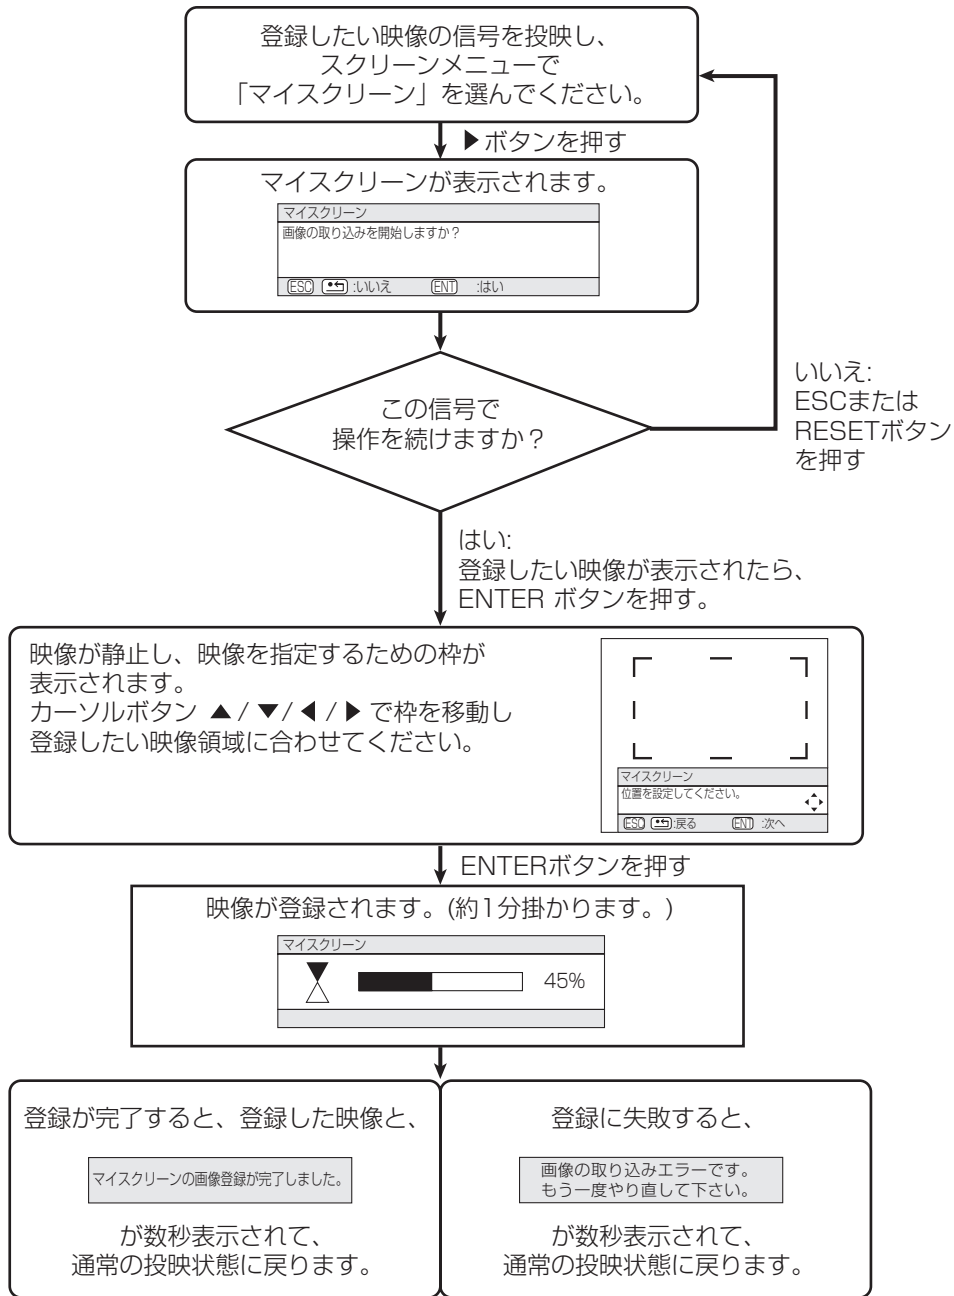 登録したい映像の信号を投映し、
スクリーンメニューで
「マイスクリーン」を選んでください。
▶ボタンを押す
マイスクリーンが表示されます。
マイスクリーン
画像の取り込みを開始しますか？
ESC :いいえ ENT :はい
この信号で
操作を続けますか？
いいえ:
ESCまたは
RESETボタン
を押す
はい:
登録したい映像が表示されたら、
ENTER ボタンを押す。
映像が静止し、映像を指定するための枠が
表示されます。
カーソルボタン ▲ / ▼ / ◀ / ▶ で枠を移動し
登録したい映像領域に合わせてください。
マイスクリーン
位置を設定してください。
ESC :戻る ENT :次へ
ENTERボタンを押す
映像が登録されます。(約1分掛かります。)
マイスクリーン
45%
登録が完了すると、登録した映像と、
マイスクリーンの画像登録が完了しました。
が数秒表示されて、
通常の投映状態に戻ります。
登録に失敗すると、
画像の取り込みエラーです。
もう一度やり直して下さい。
が数秒表示されて、
通常の投映状態に戻ります。